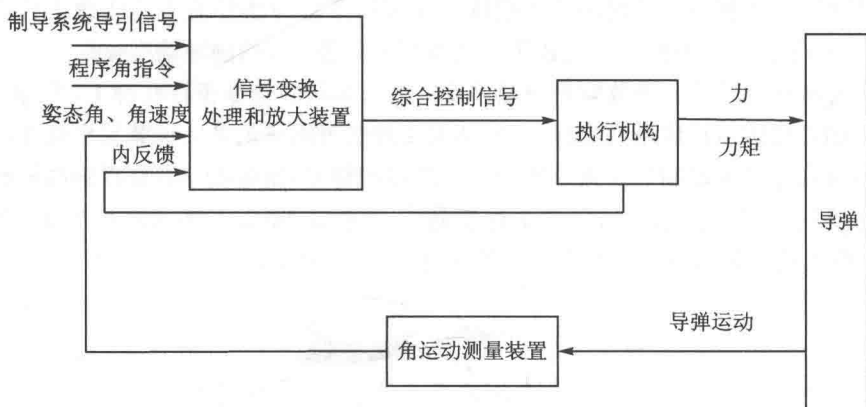 制导系统导引信号
程序角指令
姿态角、角速度
内反馈
信号变换
处理和放大装置
综合控制信号
执行机构
力
力矩
导弹
导弹运动
角运动测量装置